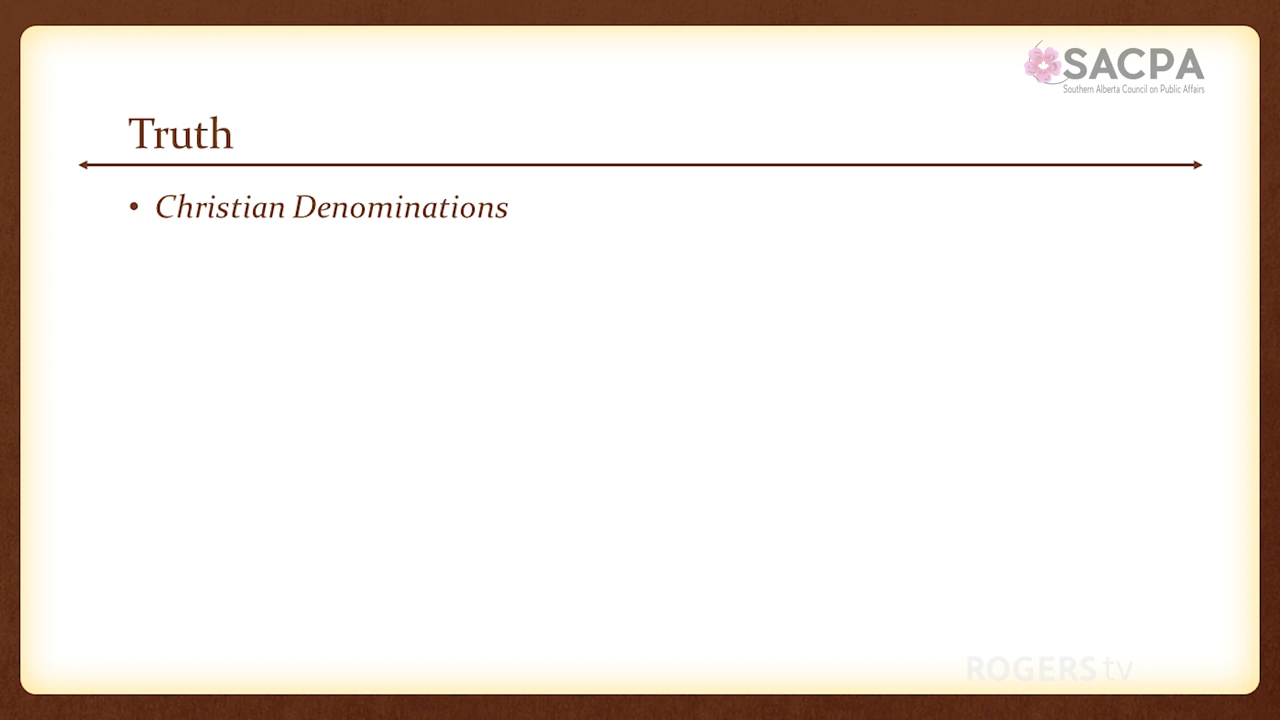 SACPA
Southern Alberta Council on Public Affairs
Truth
• Christian Denominations
ROGERS tv